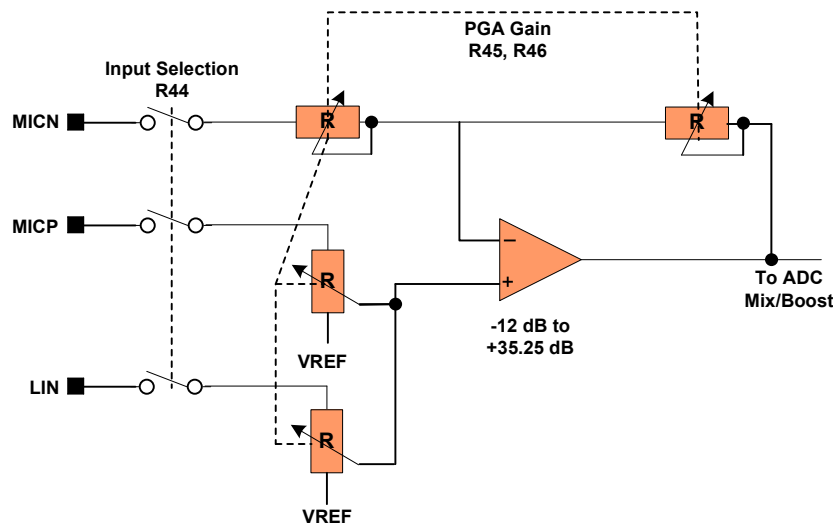 PGA Gain
R45, R46
Input Selection
R44
MICN
R
R
MICP
R
VREF
−
+
-12 dB to
+35.25 dB
To ADC
Mix/Boost
LIN
R
VREF